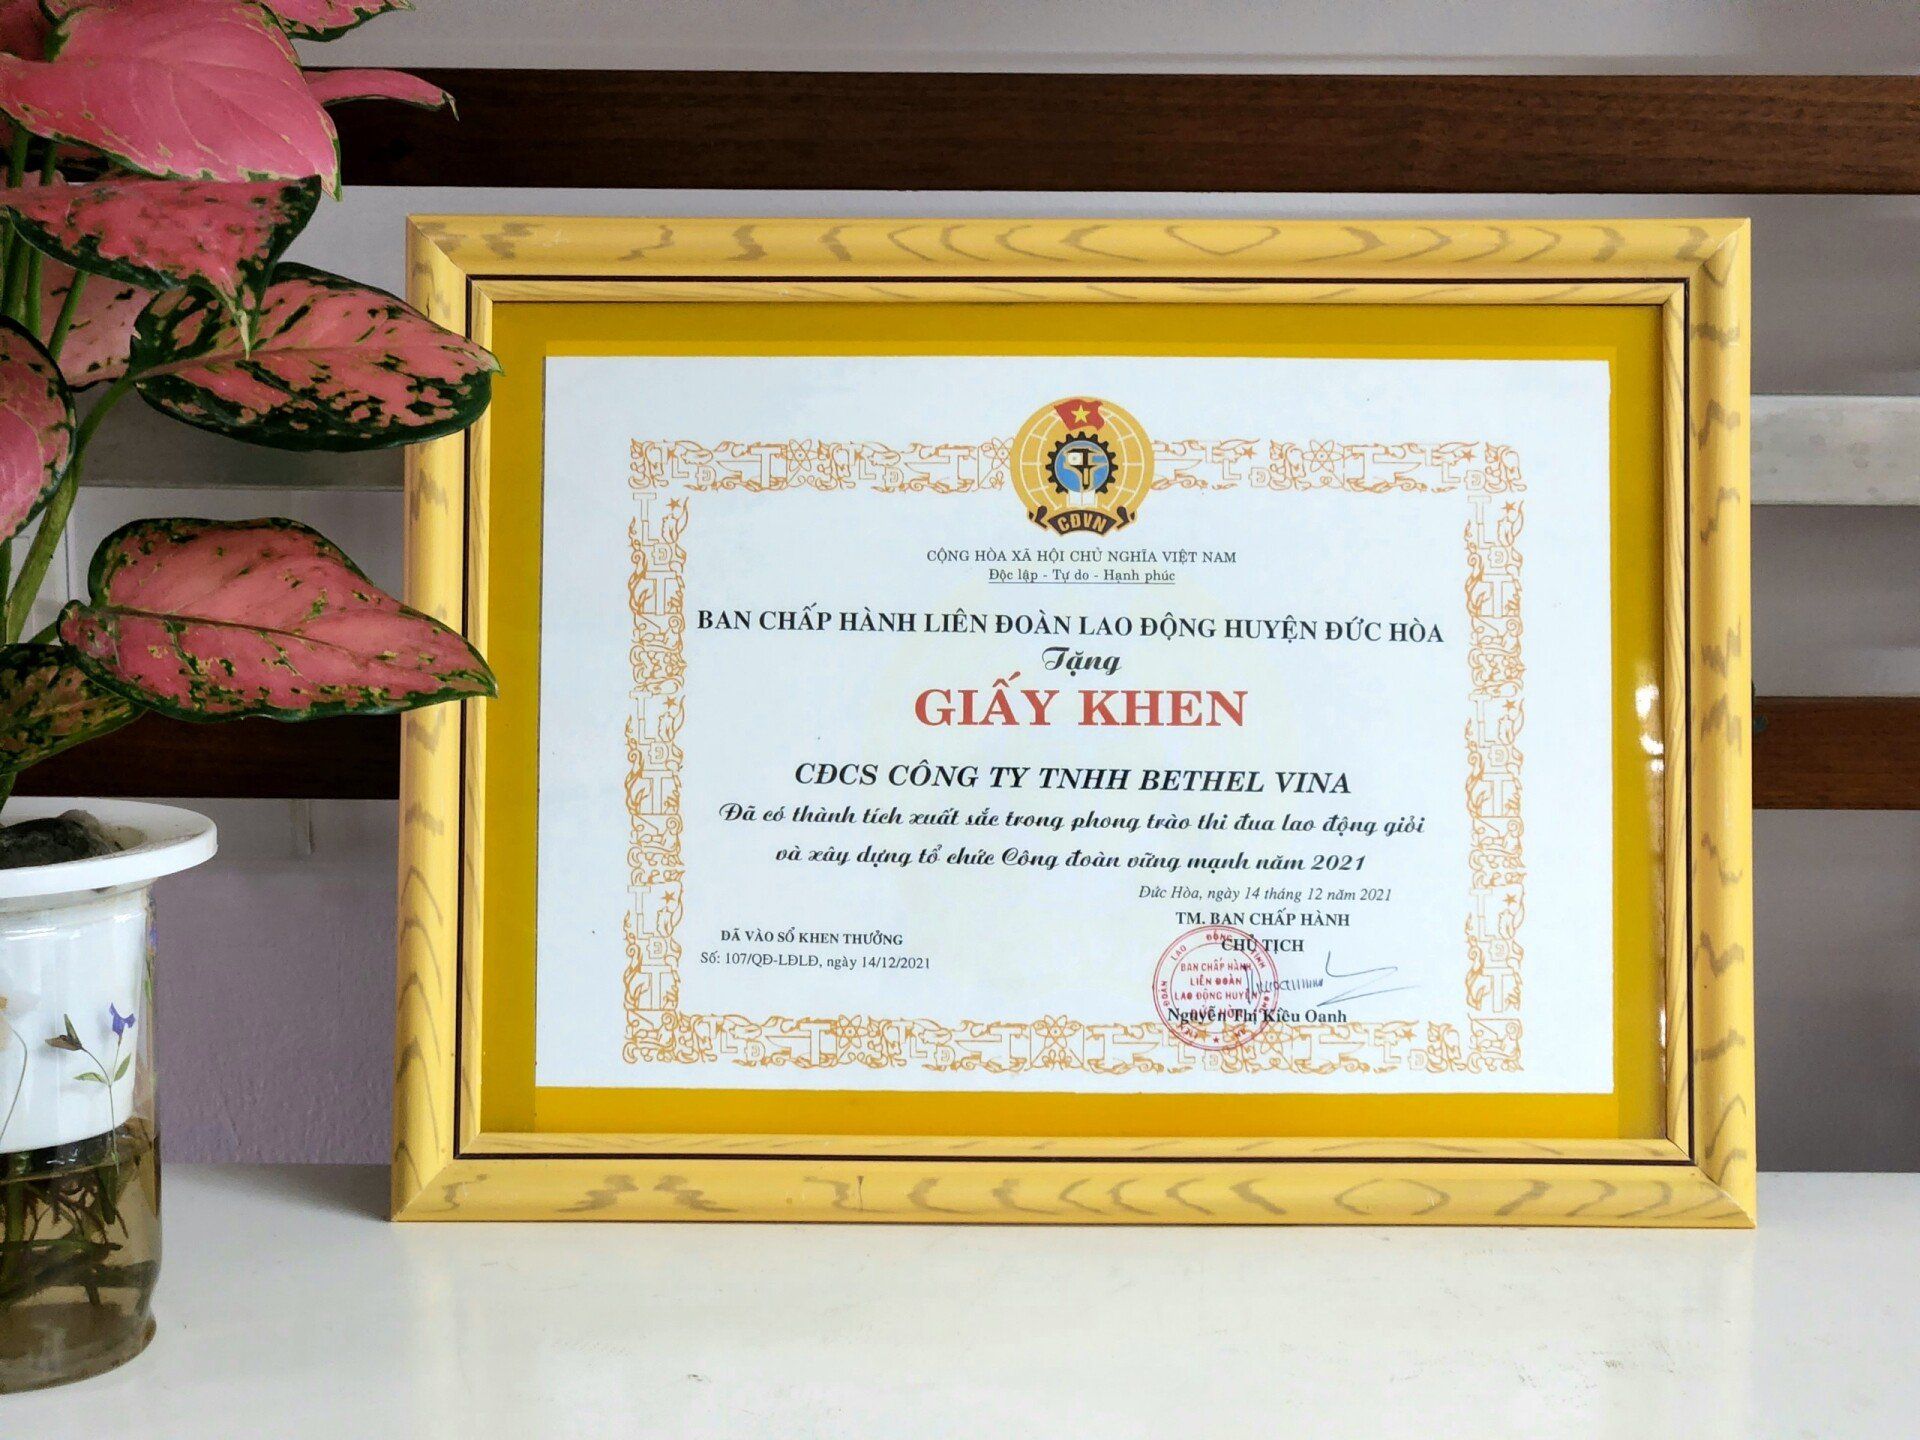 CĐVN
CỘNG HÒA XÃ HỘI CHỦ NGHĨA VIỆT NAM
Độc lập - Tự do - Hạnh phúc
BAN CHẤP HÀNH LIÊN ĐOÀN LAO ĐỘNG HUYỆN ĐỨC HÒA
Tặng
GIẤY KHEN
CĐCS CÔNG TY TNHH BETHEL VINA
Đã có thành tích xuất sắc trong phong trào thi đua lao động giỏi
và xây dựng tổ chức Công đoàn vững mạnh năm 2021
Đức Hòa, ngày 14 tháng 12 năm 2021
TM. BAN CHẤP HÀNH
CHỦ TỊCH
ĐÃ VÀO SỔ KHEN THƯỞNG
Số: 107/QĐ-LĐLĐ, ngày 14/12/2021
BAN CHẤP HÀNH
LIÊN ĐOÀN
LAO ĐỘNG HUYỆN
ĐỨC HÒA
Nguyễn Thị Kiều Oanh